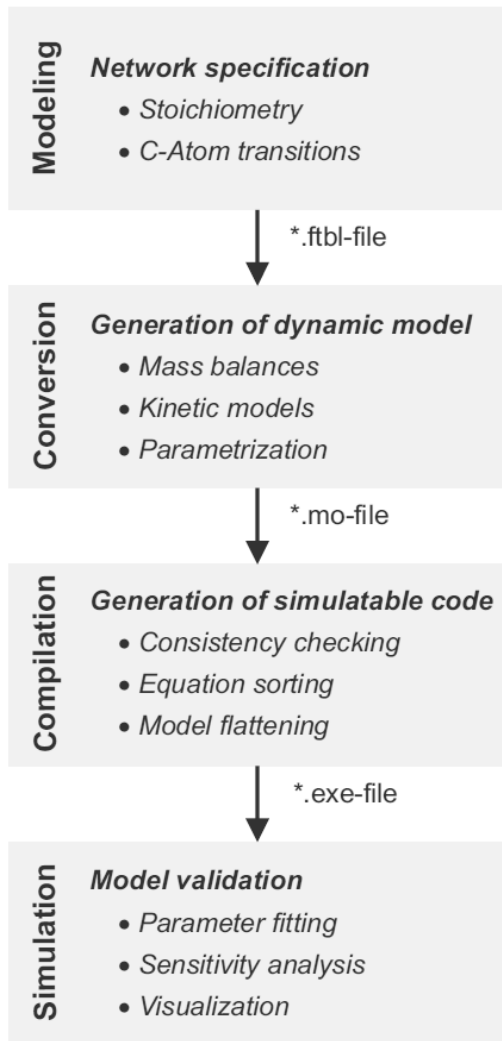 Modeling
Network specification
• Stoichiometry
• C-Atom transitions
*.ftbl-file
Conversion
Generation of dynamic model
• Mass balances
• Kinetic models
• Parametrization
*.mo-file
Compilation
Generation of simulatable code
• Consistency checking
• Equation sorting
• Model flattening
*.exe-file
Simulation
Model validation
• Parameter fitting
• Sensitivity analysis
• Visualization